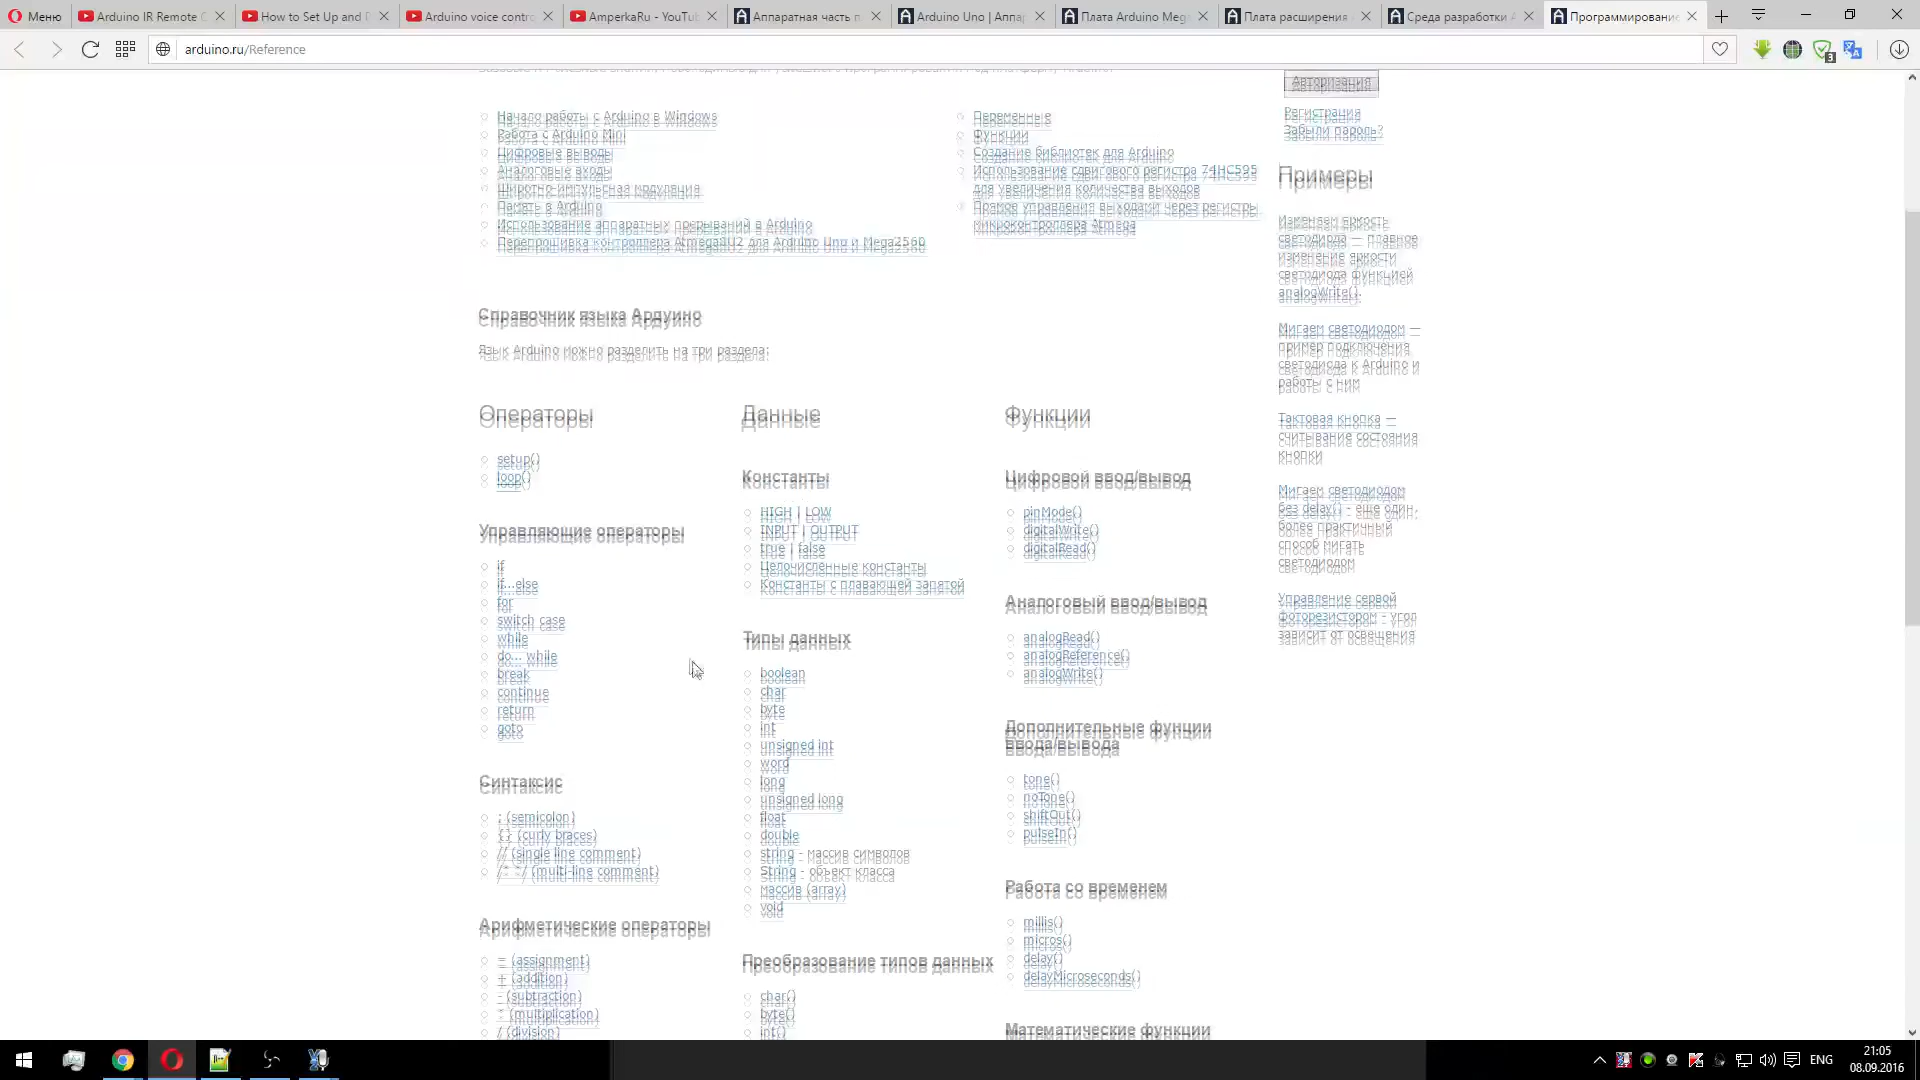 Меню
Arduino IR Remote C
How to Set Up and P
Arduino voice contro
AmperkaRu - YouTu
Аппаратная часть п
Arduino Uno | Аппа
Плата Arduino Meg
Плата расширения
Среда разработки A
Программирование
arduino.ru/Reference
3
Авторизация
Регистрация
Забыли пароль?
Начало работы с Arduino в Windows
Работа с Arduino Mini
Цифровые выводы
Аналоговые входы
Широтно-импульсная модуляция
Память в Arduino
Использование аппаратных прерываний в Arduino
Перепрошивка контроллера Atmega8U2 для Arduino Uno и Mega2560
Переменные
Функции
Создание библиотек для Arduino
Использование сдвигового регистра 74HC595
для увеличения количества выходов
Прямое управления выходами через регистры
микроконтроллера Atmega
Справочник языка Ардуино
Язык Arduino можно разделить на три раздела:
Операторы
setup()
loop()
Управляющие операторы
if
if...else
for
switch case
while
do... while
break
continue
return
goto
Синтаксис
; (semicolon)
{} (curly braces)
// (single line comment)
/* */ (multi-line comment)
Арифметические операторы
= (assignment)
+ (addition)
- (subtraction)
* (multiplication)
/ (division)
Данные
Константы
HIGH | LOW
INPUT | OUTPUT
true | false
Целочисленные константы
Константы с плавающей запятой
Типы данных
boolean
char
byte
int
unsigned int
word
long
unsigned long
float
double
string - массив символов
String - объект класса
массив (array)
void
Преобразование типов данных
char()
byte()
int()
Функции
Цифровой ввод/вывод
pinMode()
digitalWrite()
digitalRead()
Аналоговый ввод/вывод
analogRead()
analogReference()
analogWrite()
Дополнительные фунции
ввода/вывода
tone()
noTone()
shiftOut()
pulseIn()
Работа со временем
millis()
micros()
delay()
delayMicroseconds()
Математические функции
Примеры
Изменяем яркость
светодиода — плавное
изменение яркости
светодиода функцией
analogWrite().
Мигаем светодиодом —
пример подключения
светодиода к Arduino и
работы с ним
Тактовая кнопка —
считывание состояния
кнопки
Мигаем светодиодом
без delay() - еще один,
более практичный
способ мигать
светодиодом
Управление сервой
фоторезистором - угол
зависит от освещения
ENG
21:05
08.09.2016